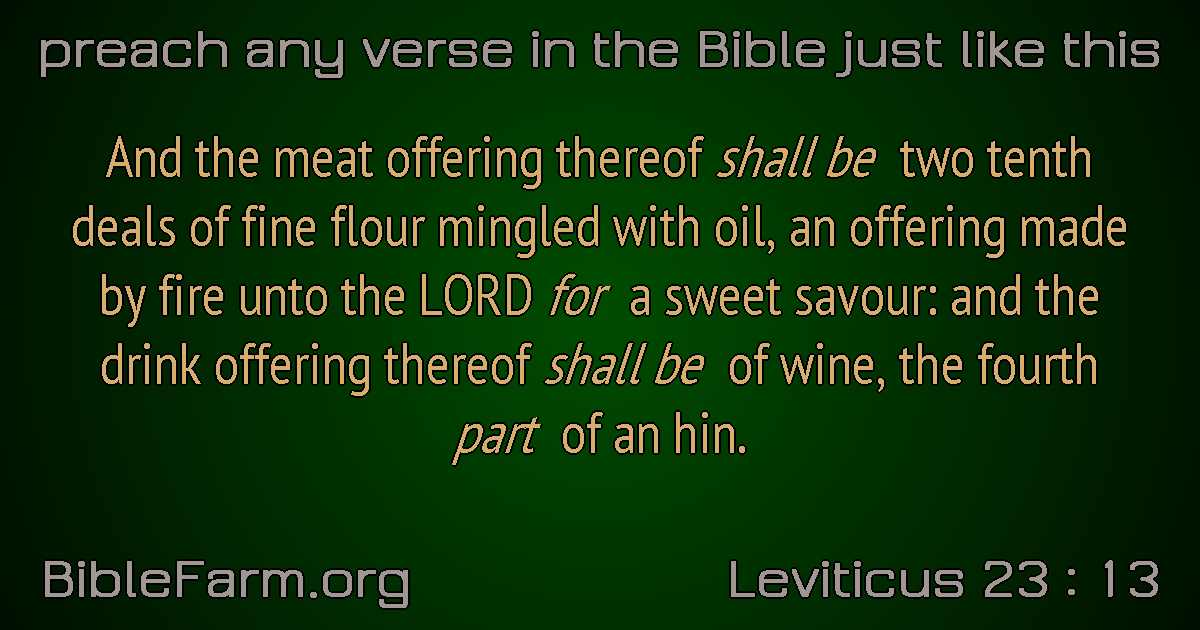 preach any verse in the Bible just like this
And the meat offering thereof shall be two tenth
deals of fine flour mingled with oil, an offering made
by fire unto the LORD for a sweet savour: and the
drink offering thereof shall be of wine, the fourth
part of an hin.
BibleFarm.org
Leviticus 23 : 13